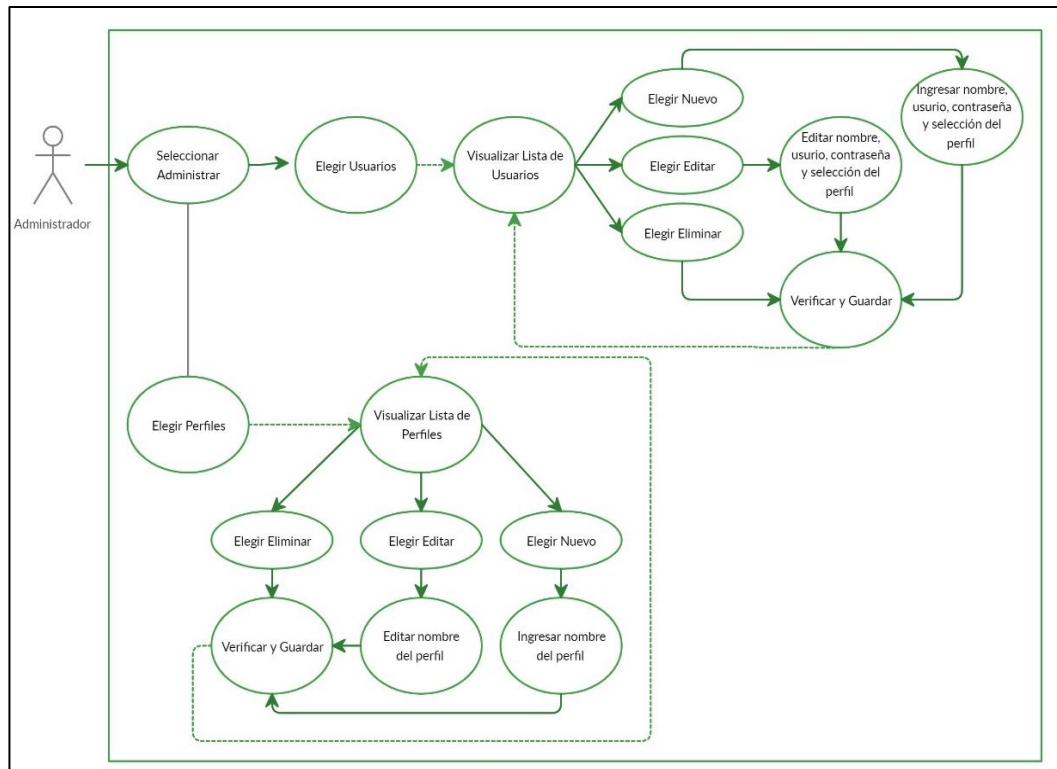 Administrador
Seleccionar
Administrar
Elegir Usuarios
Visualizar Lista de
Usuarios
Elegir Nuevo
Elegir Editar
Elegir Eliminar
Editar nombre,
usurio, contraseña
y selección del
perfil
Ingresar nombre,
usurio, contraseña
y selección del
perfil
Verificar y Guardar
Elegir Perfiles
Visualizar Lista de
Perfiles
Elegir Eliminar
Elegir Editar
Elegir Nuevo
Verificar y Guardar
Editar nombre
del perfil
Ingresar nombre
del perfil